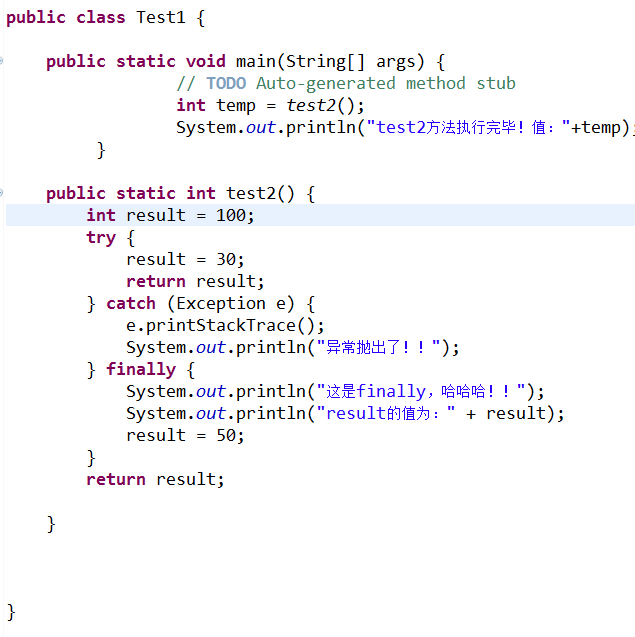 public class Test1 {
public static void main(String[] args) {
// TODO Auto-generated method stub
int temp = test2();
System.out.println("test2方法执行完毕！值："+temp);
}
public static int test2() {
int result = 100;
try {
result = 30;
return result;
} catch (Exception e) {
e.printStackTrace();
System.out.println("异常抛出了！！");
} finally {
System.out.println("这是finally，哈哈哈！！");
System.out.println("result的值为：" + result);
result = 50;
}
return result;
}
}